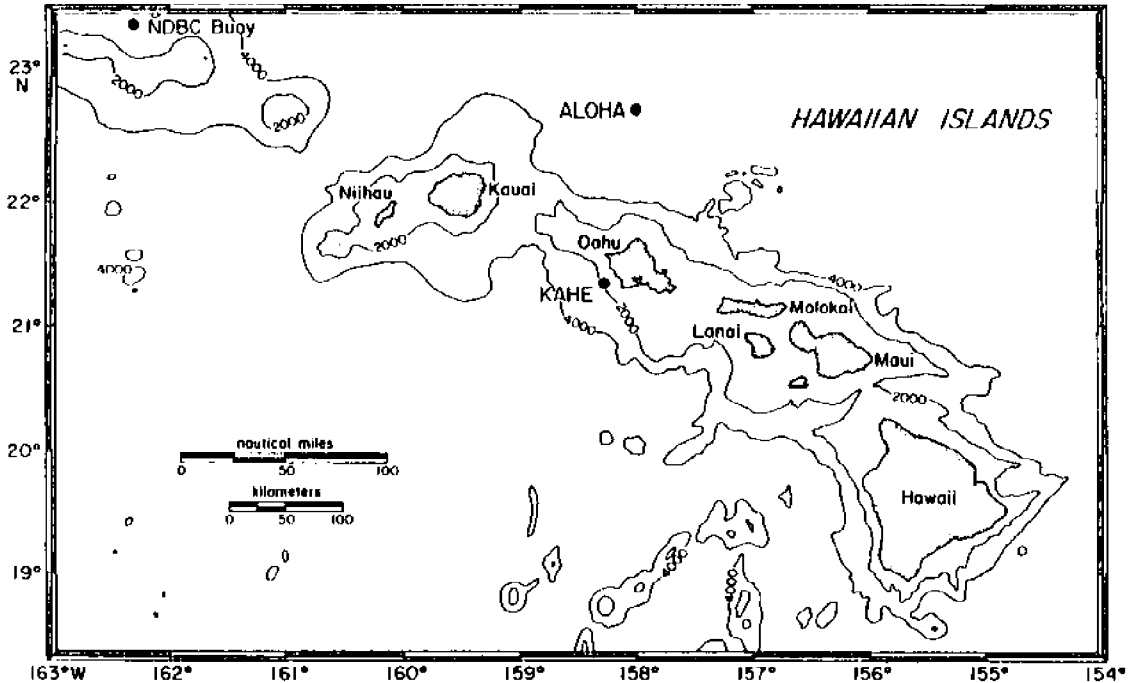 NDBC Buoy
23°
N
4000
2000
2000
ALOHA
HAWAIIAN ISLANDS
Niihau
Kauai
22°
2000
Oahu
4000
4000
KAHE
2000
4000
Molokai
21°
Lanai
Maui
2000
20°
nautical miles
0 50 100
kilometers
0 50 100
Hawaii
19°
4000
4000
163°W 162° 161° 160° 159° 158° 157° 156° 155° 154°